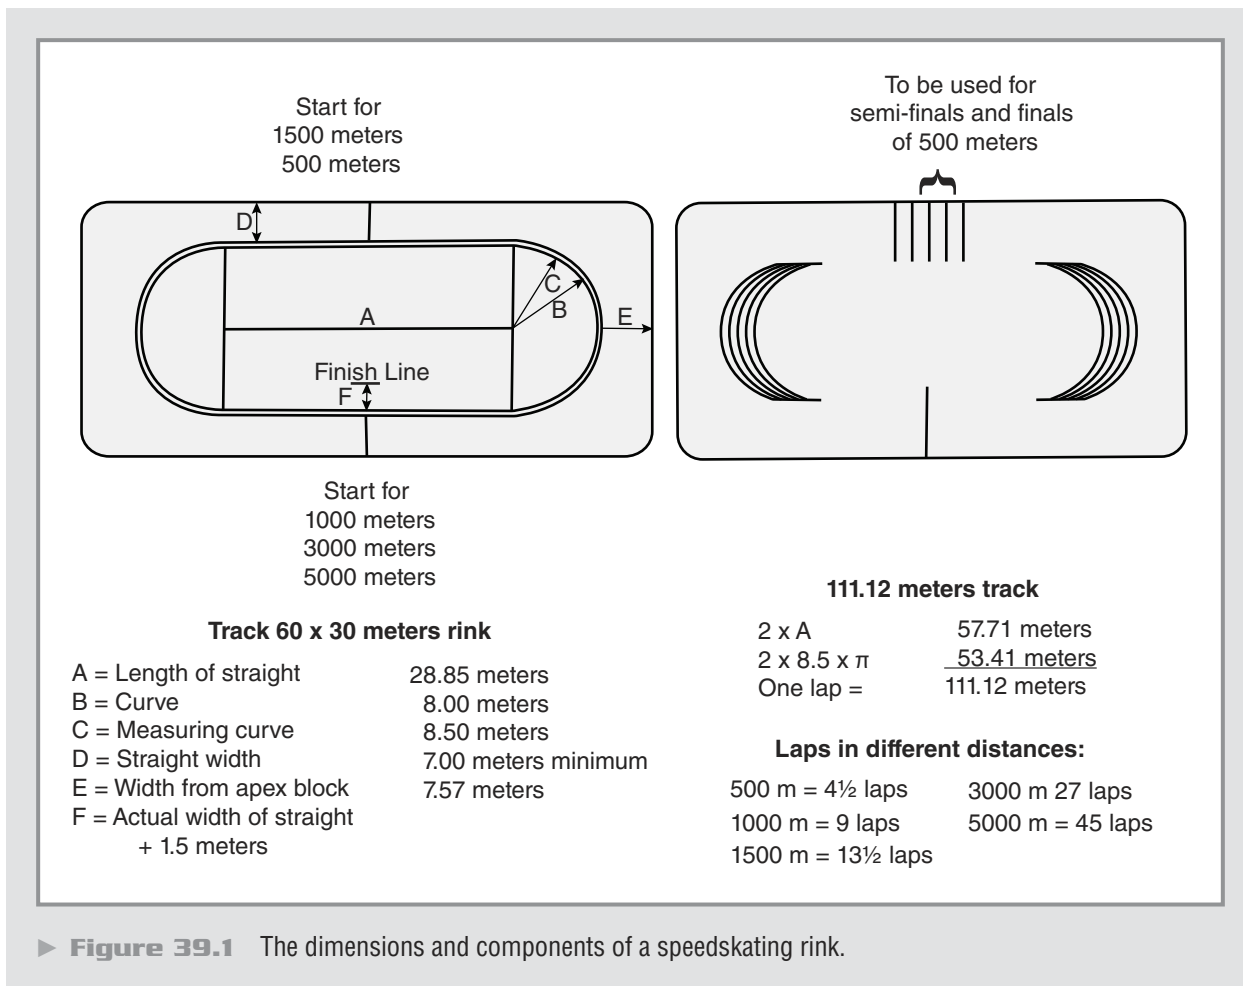 Start for
1500 meters
500 meters
To be used for
semi-finals and finals
of 500 meters
D
C
B
A
E
Finish Line
F
Start for
1000 meters
3000 meters
5000 meters
Track 60 x 30 meters rink
A = Length of straight 28.85 meters
B = Curve 8.00 meters
C = Measuring curve 8.50 meters
D = Straight width 7.00 meters minimum
E = Width from apex block 7.57 meters
F = Actual width of straight
+ 1.5 meters
111.12 meters track
2 x A 57.71 meters
2 x 8.5 x π 53.41 meters
One lap = 111.12 meters
Laps in different distances:
500 m = 4½ laps 3000 m 27 laps
1000 m = 9 laps 5000 m = 45 laps
1500 m = 13½ laps
► Figure 39.1 The dimensions and components of a speedskating rink.